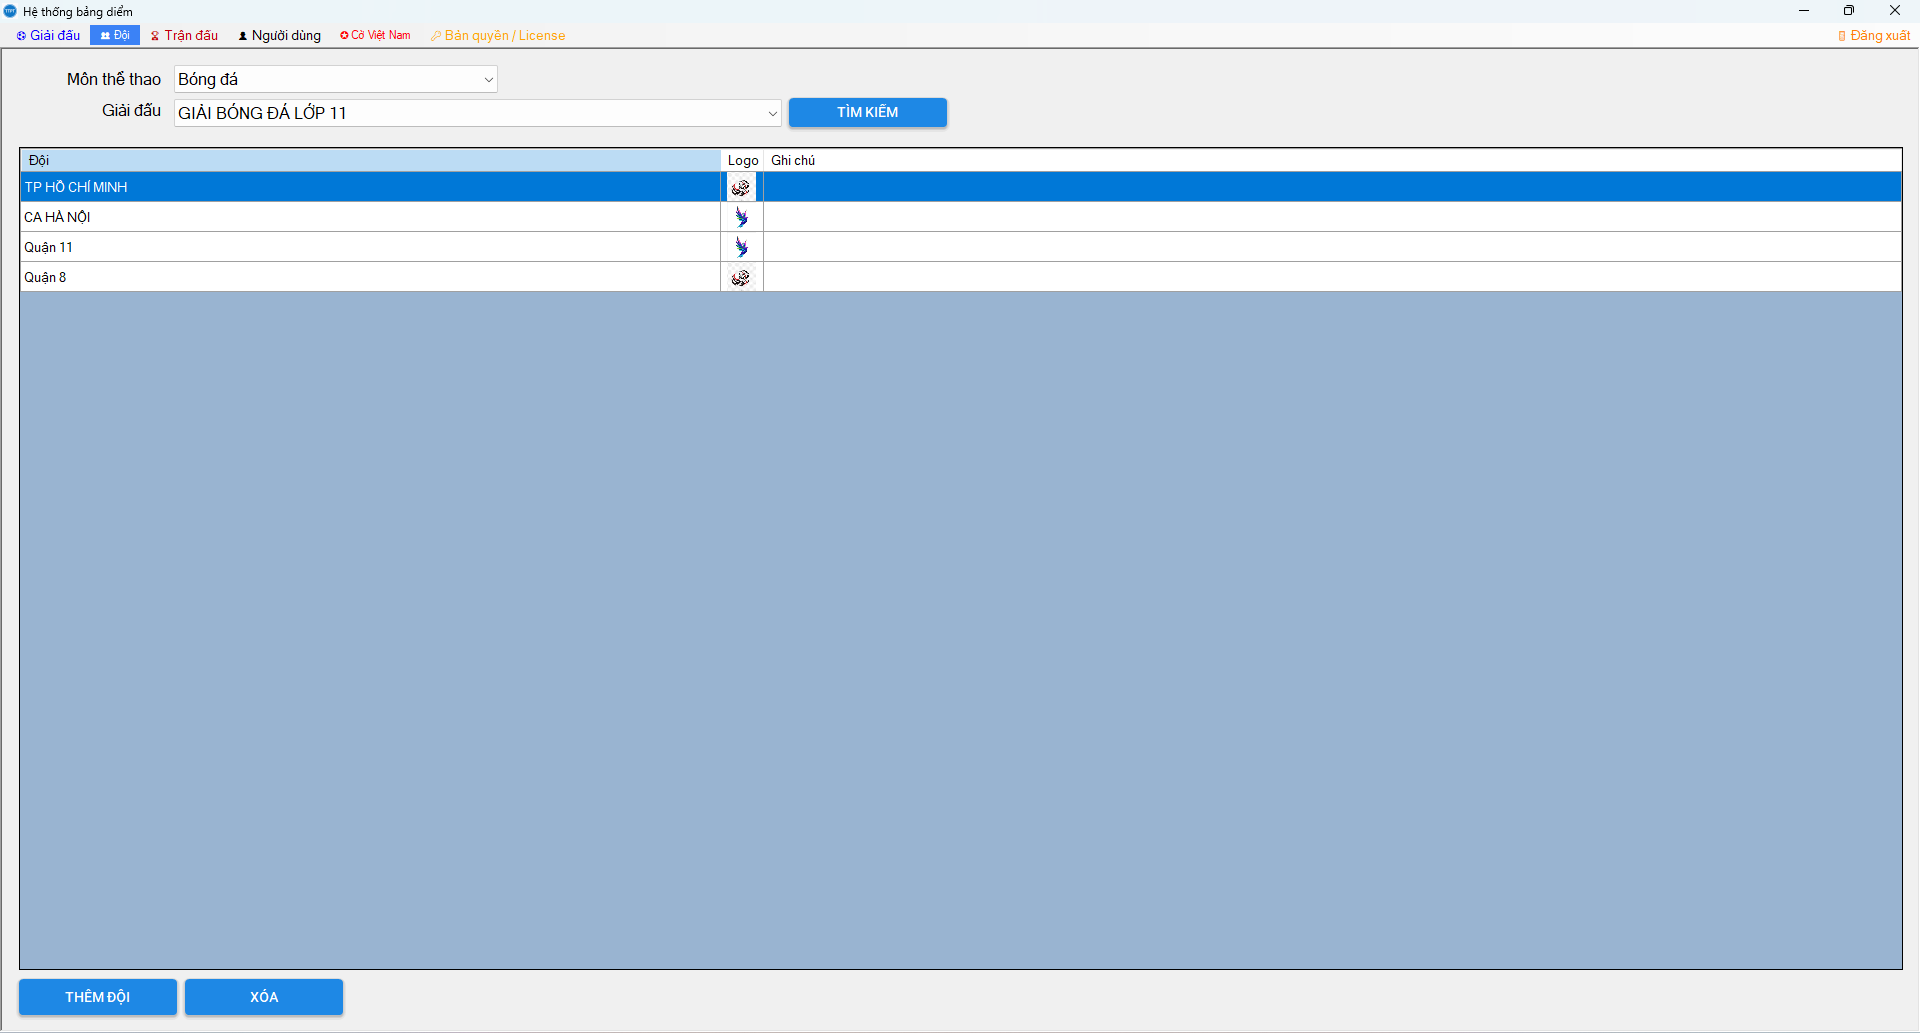 Hệ thống bảng điểm
Giải đấu Đội Trận đấu Người dùng Cờ Việt Nam Bản quyền / License Đăng xuất
Môn thể thao Bóng đá
Giải đấu GIẢI BÓNG ĐÁ LỚP 11 TÌM KIẾM
Đội Logo Ghi chú
TP HỒ CHÍ MINH
CA HÀ NỘI
Quận 11
Quận 8
THÊM ĐỘI XÓA